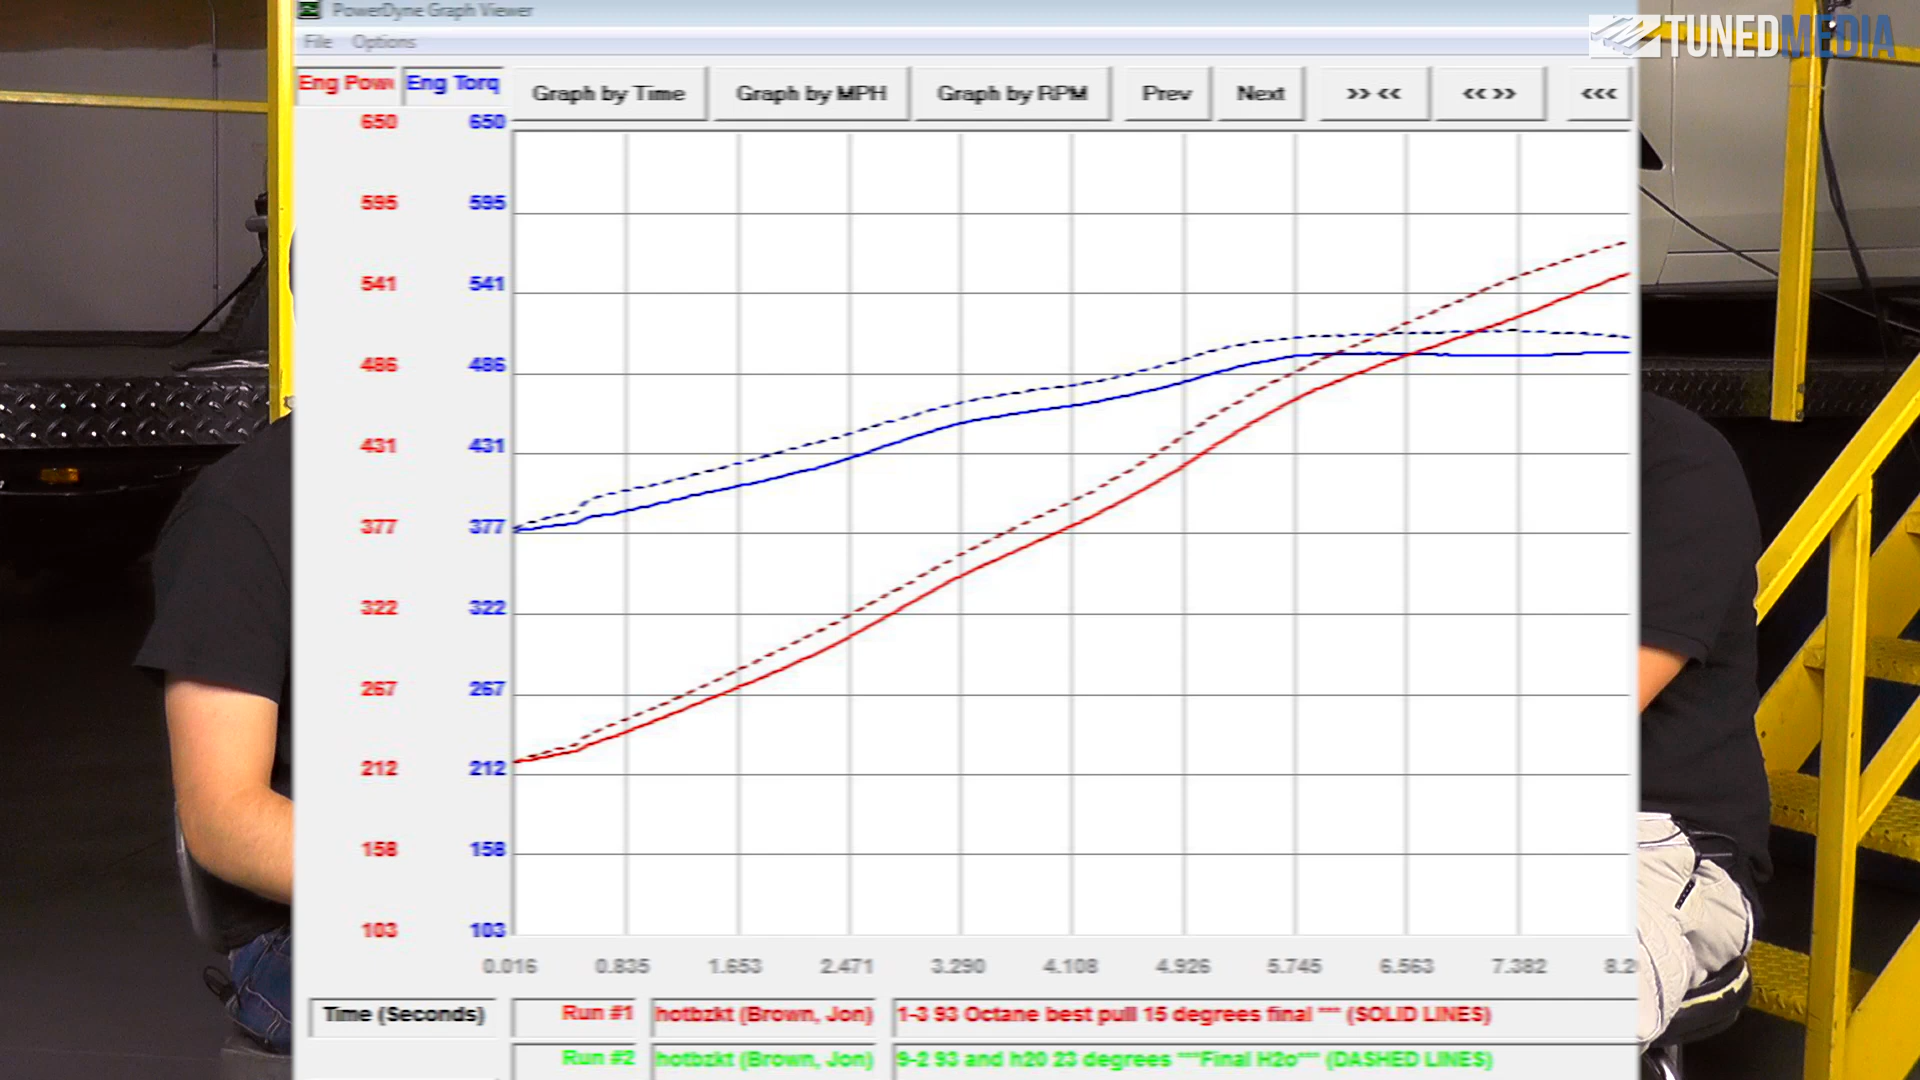 PowerDyne Graph Viewer
TUNEDMEDIA
File Options
Eng Pow Eng Torq Graph by Time Graph by MPH Graph by RPM Prev Next >> << << >> <<<
650 650
595 595
541 541
486 486
431 431
377 377
322 322
267 267
212 212
158 158
103 103
0.016 0.835 1.653 2.471 3.290 4.108 4.926 5.745 6.563 7.382 8.2
Time (Seconds) Run #1 hotbzkt (Brown, Jon) 1-3 93 Octane best pull 15 degrees final *** (SOLID LINES)
Run #2 hotbzkt (Brown, Jon) 9-2 93 and h20 23 degrees ***Final H2o*** (DASHED LINES)